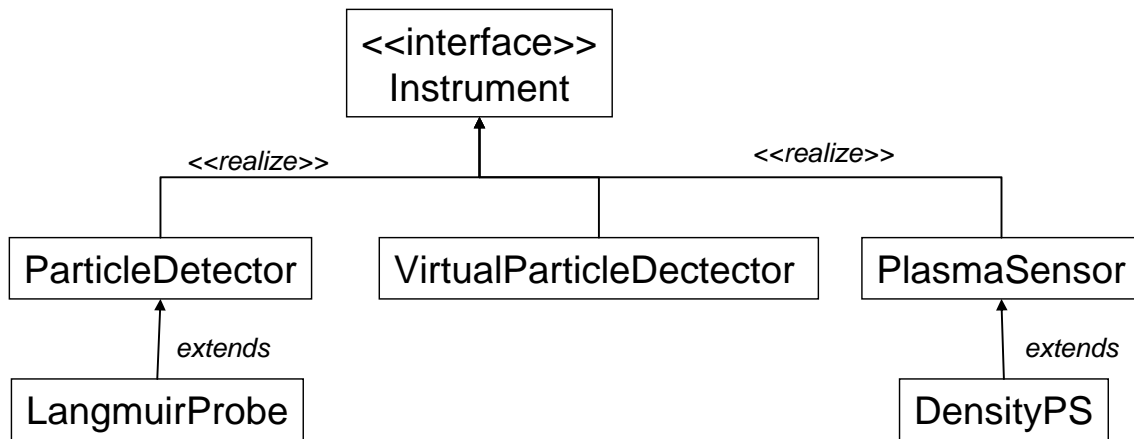 <<interface>>
Instrument
<<realize>>
<<realize>>
ParticleDetector
VirtualParticleDectector
PlasmaSensor
extends
extends
LangmuirProbe
DensityPS